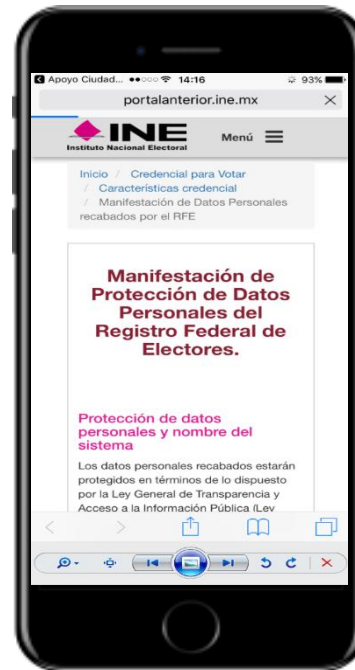 Apoyo Ciudad... 14:16 93%
portalanterior.ine.mx
INE
Instituto Nacional Electoral
Menú
Inicio / Credencial para Votar
/ Características credencial
/ Manifestación de Datos Personales
recabados por el RFE
Manifestación de
Protección de Datos
Personales del
Registro Federal de
Electores.
Protección de datos
personales y nombre del
sistema
Los datos personales recabados estarán
protegidos en términos de lo dispuesto
por la Ley General de Transparencia y
Acceso a la Información Pública (Ley